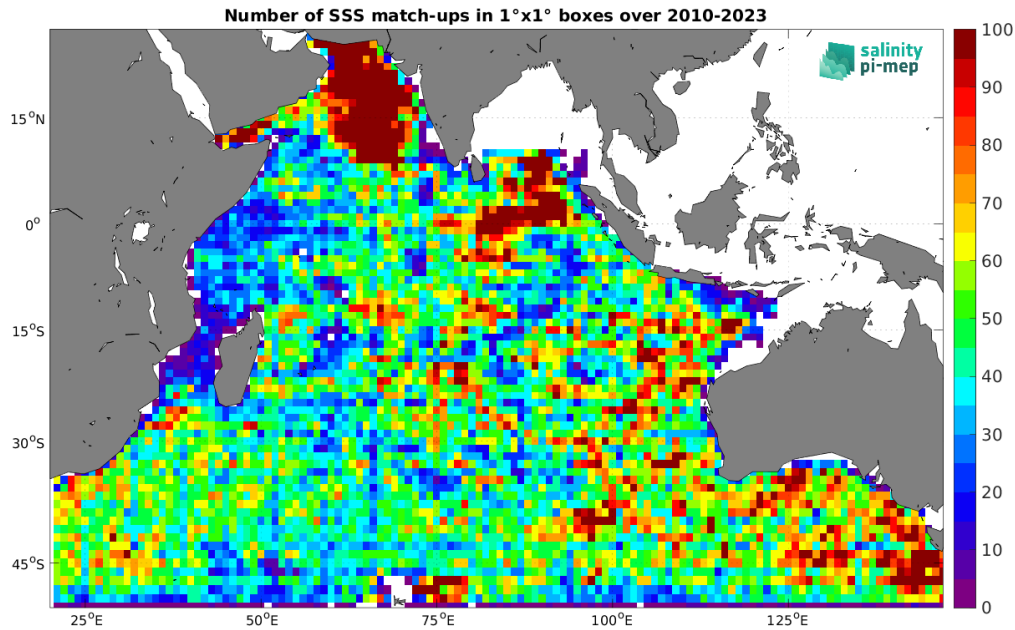 Number of SSS match-ups in 1°x1° boxes over 2010-2023
salinity
pi-mep
100
90
80
70
60
50
40
30
20
10
0
15°N
0°
15°S
30°S
45°S
25°E
50°E
75°E
100°E
125°E